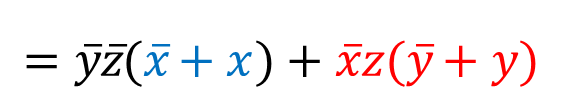 = ȳz̄(x̄ + x) + x̄z(ȳ + y)